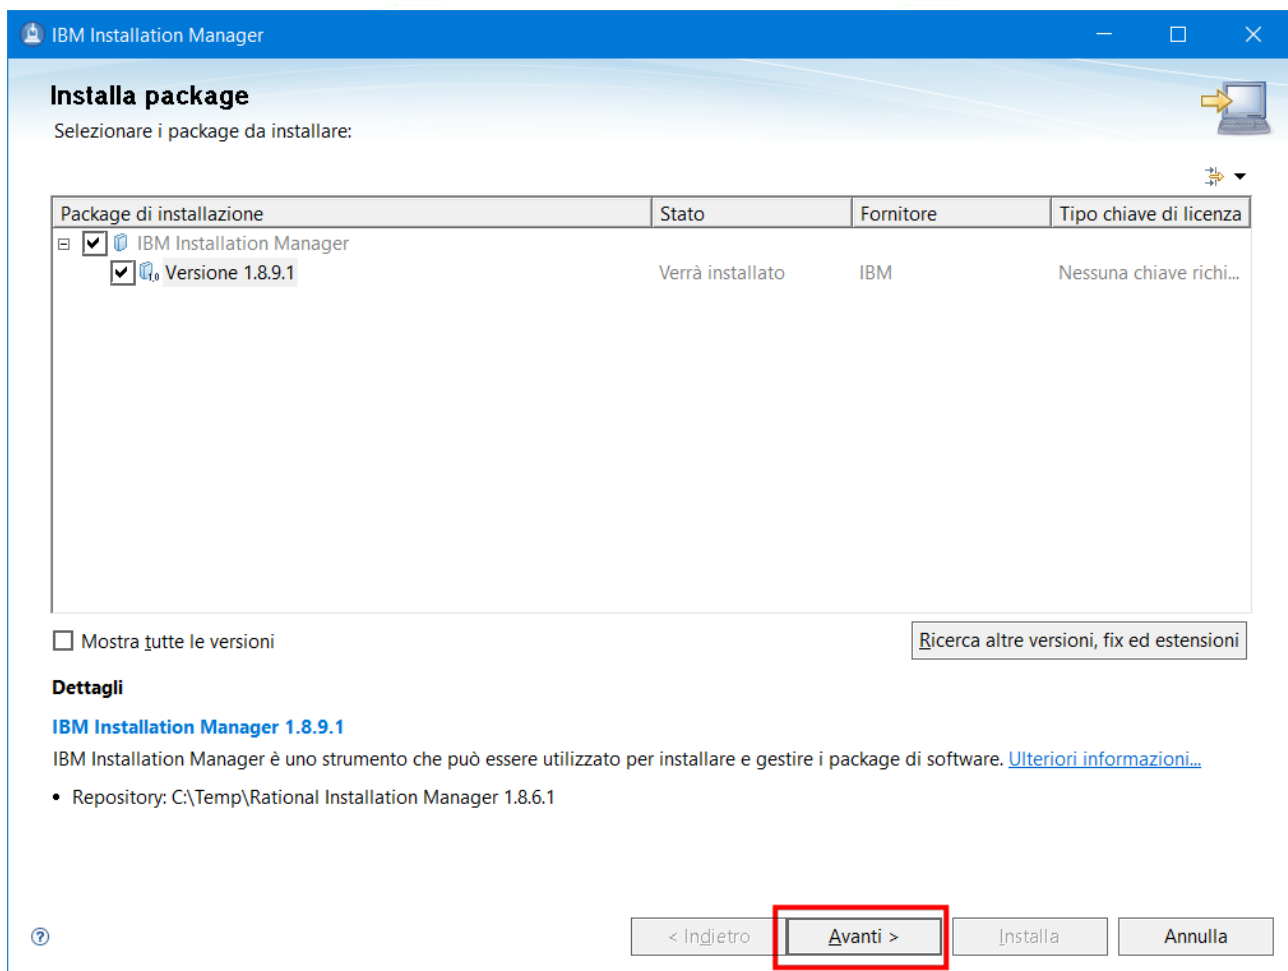 IBM Installation Manager
Installa package
Selezionare i package da installare:
Package di installazione Stato Fornitore Tipo chiave di licenza
IBM Installation Manager
Versione 1.8.9.1 Verrà installato IBM Nessuna chiave richi...
Mostra tutte le versioni Ricerca altre versioni, fix ed estensioni
Dettagli
IBM Installation Manager 1.8.9.1
IBM Installation Manager è uno strumento che può essere utilizzato per installare e gestire i package di software. Ulteriori informazioni...
• Repository: C:\Temp\Rational Installation Manager 1.8.6.1
? < Indietro Avanti > Installa Annulla